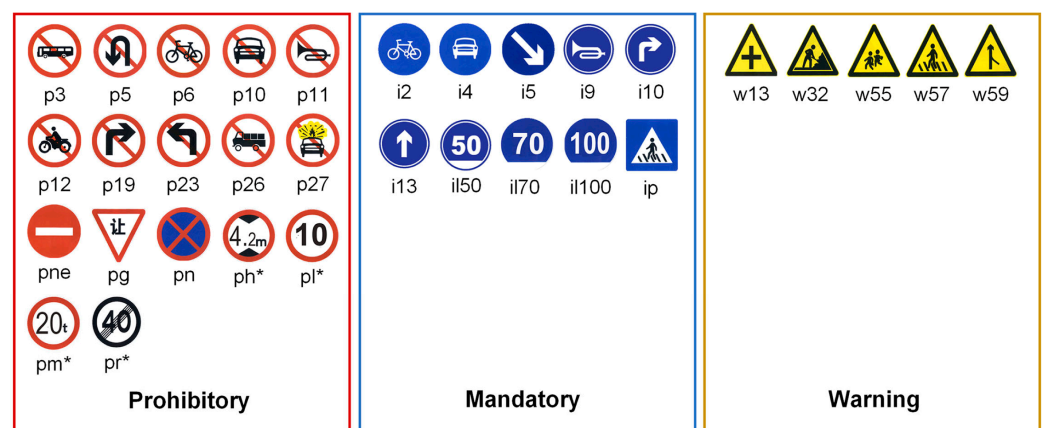 p3 p5 p6 p10 p11
p12 p19 p23 p26 p27
让 4.2m 10
pne pg pn ph* pl*
20t 40
pm* pr*
Prohibitory
i2 i4 i5 i9 i10
50 70 100
i13 il50 il70 il100 ip
Mandatory
w13 w32 w55 w57 w59
Warning